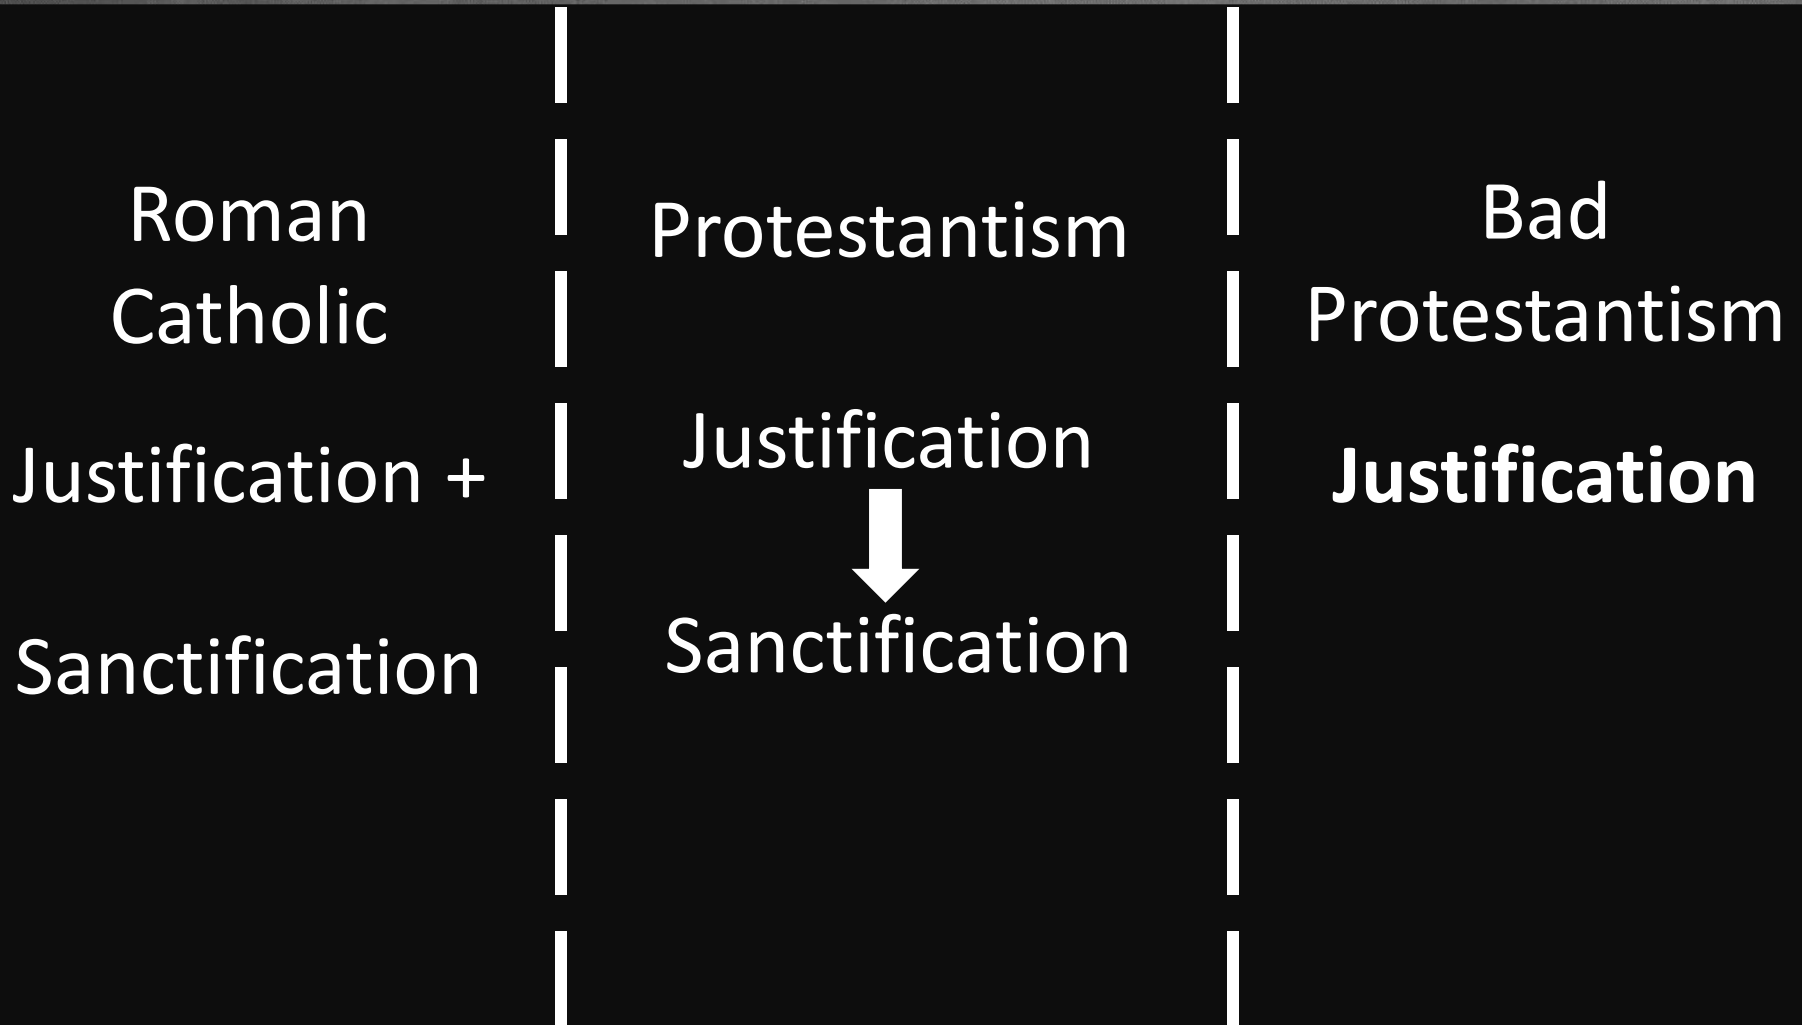 Roman
Catholic
Justification +
Sanctification
Protestantism
Justification
Sanctification
Bad
Protestantism
Justification